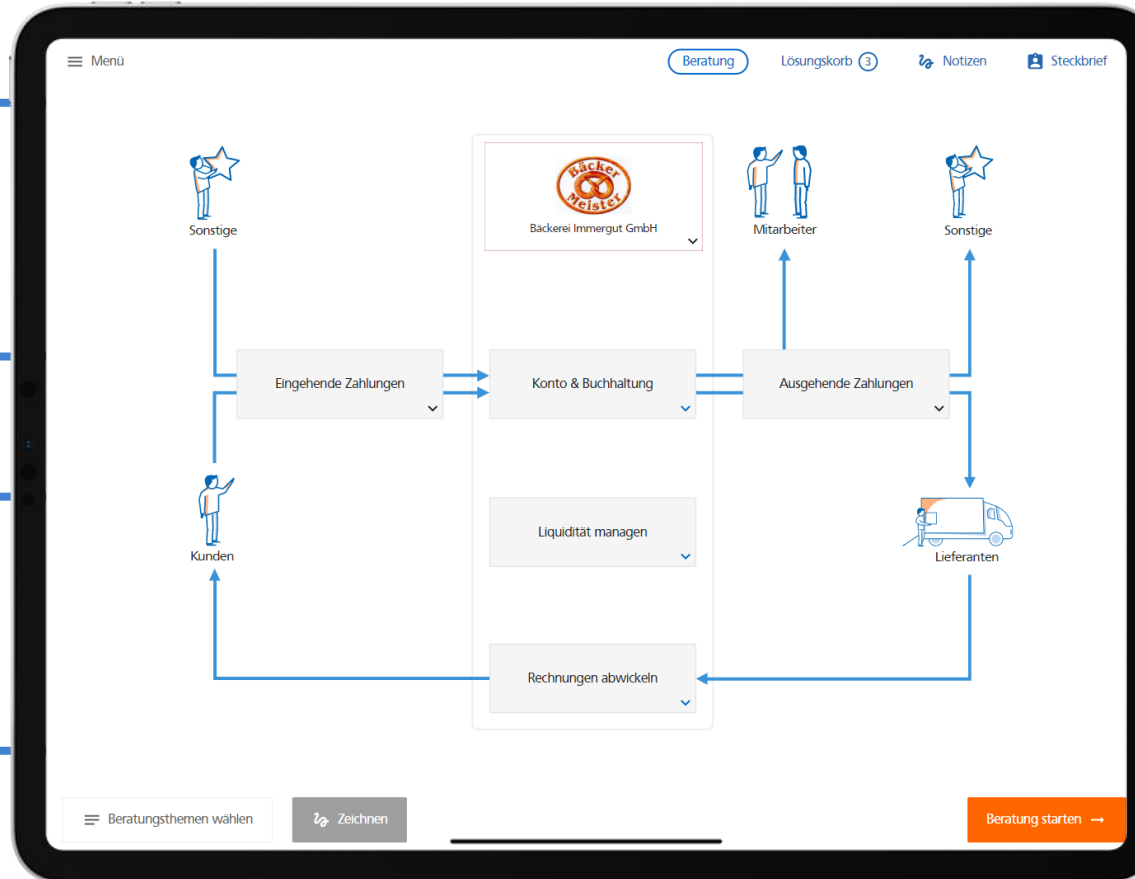 Menü
Beratung
Lösungskorb 3
Notizen
Steckbrief
Bäcker
Meister
Bäckerei Immergut GmbH
Sonstige
Mitarbeiter
Sonstige
Eingehende Zahlungen
Konto & Buchhaltung
Ausgehende Zahlungen
Liquidität managen
Kunden
Lieferanten
Rechnungen abwickeln
Beratungsthemen wählen
Zeichnen
Beratung starten →